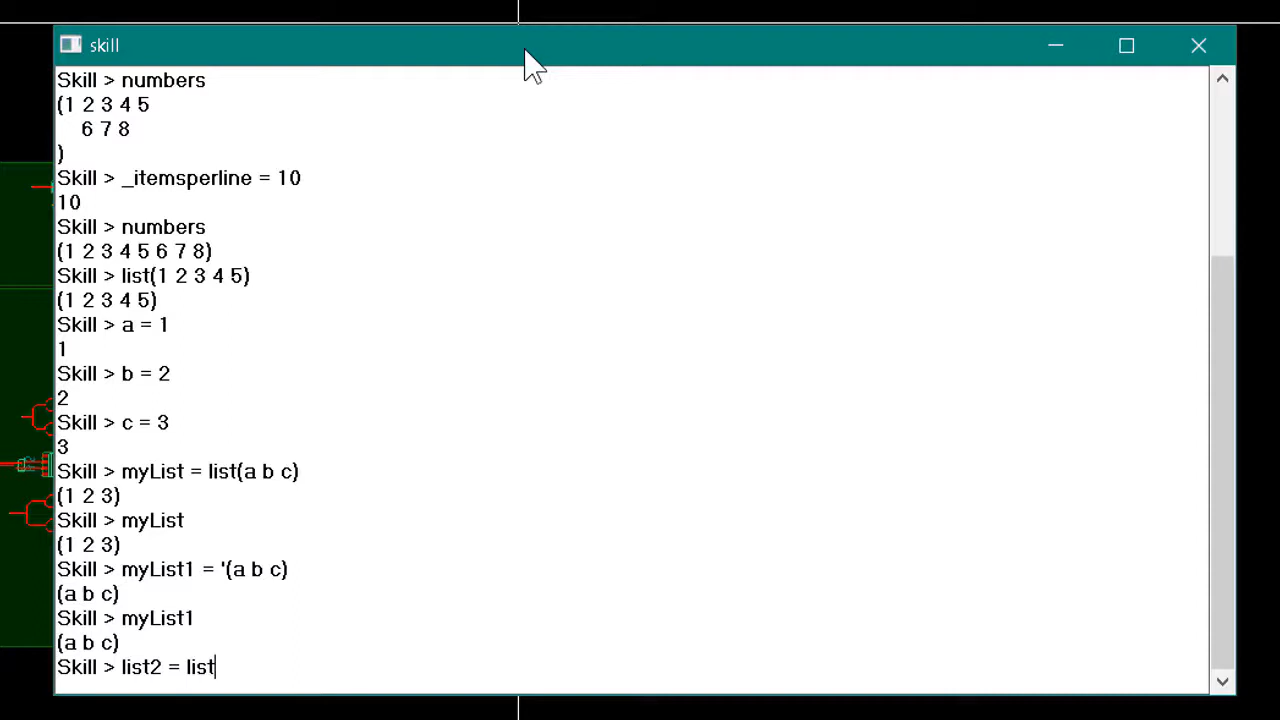 skill
Skill > numbers
(1 2 3 4 5
6 7 8
)
Skill > _itemsperline = 10
10
Skill > numbers
(1 2 3 4 5 6 7 8)
Skill > list(1 2 3 4 5)
(1 2 3 4 5)
Skill > a = 1
1
Skill > b = 2
2
Skill > c = 3
3
Skill > myList = list(a b c)
(1 2 3)
Skill > myList
(1 2 3)
Skill > myList1 = '(a b c)
(a b c)
Skill > myList1
(a b c)
Skill > list2 = list